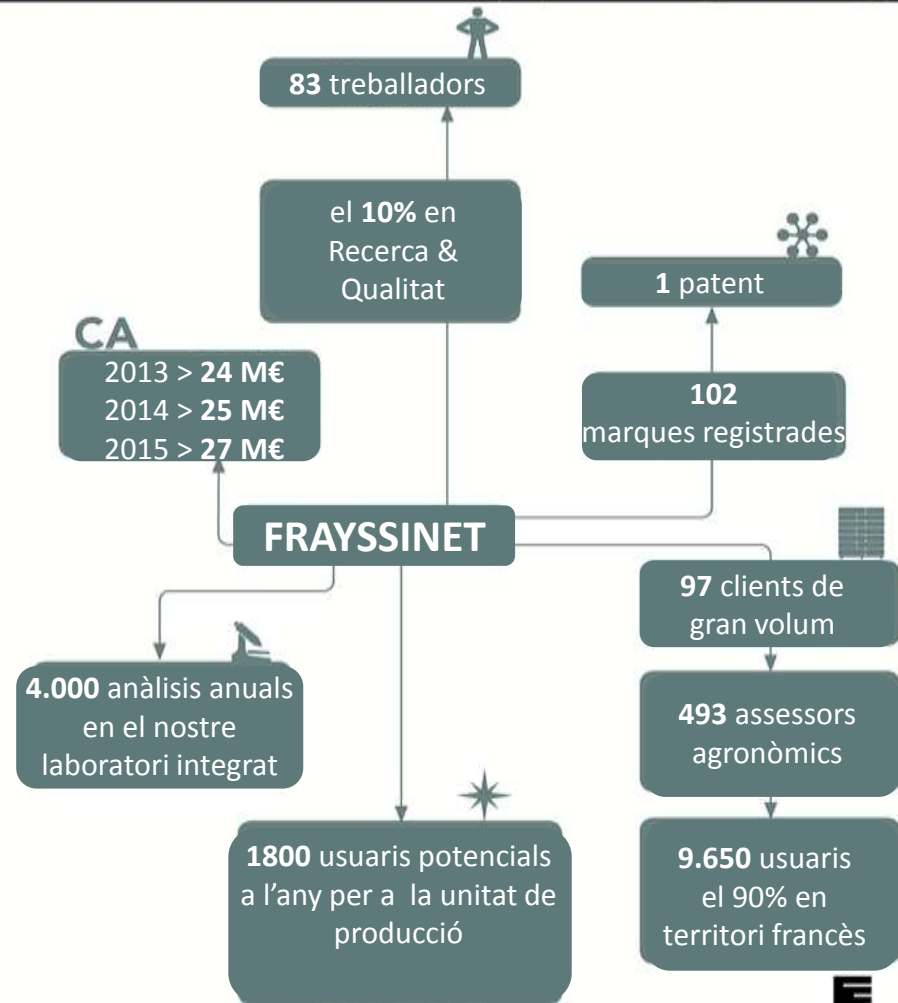 83 treballadors
el 10% en
Recerca &
Qualitat
1 patent
CA
2013 > 24 M€
2014 > 25 M€
2015 > 27 M€
102
marques registrades
FRAYSSINET
97 clients de
gran volum
4.000 anàlisis anuals
en el nostre
laboratori integrat
493 assessors
agronòmics
1800 usuaris potencials
a l’any per a la unitat de
producció
9.650 usuaris
el 90% en
territori francès